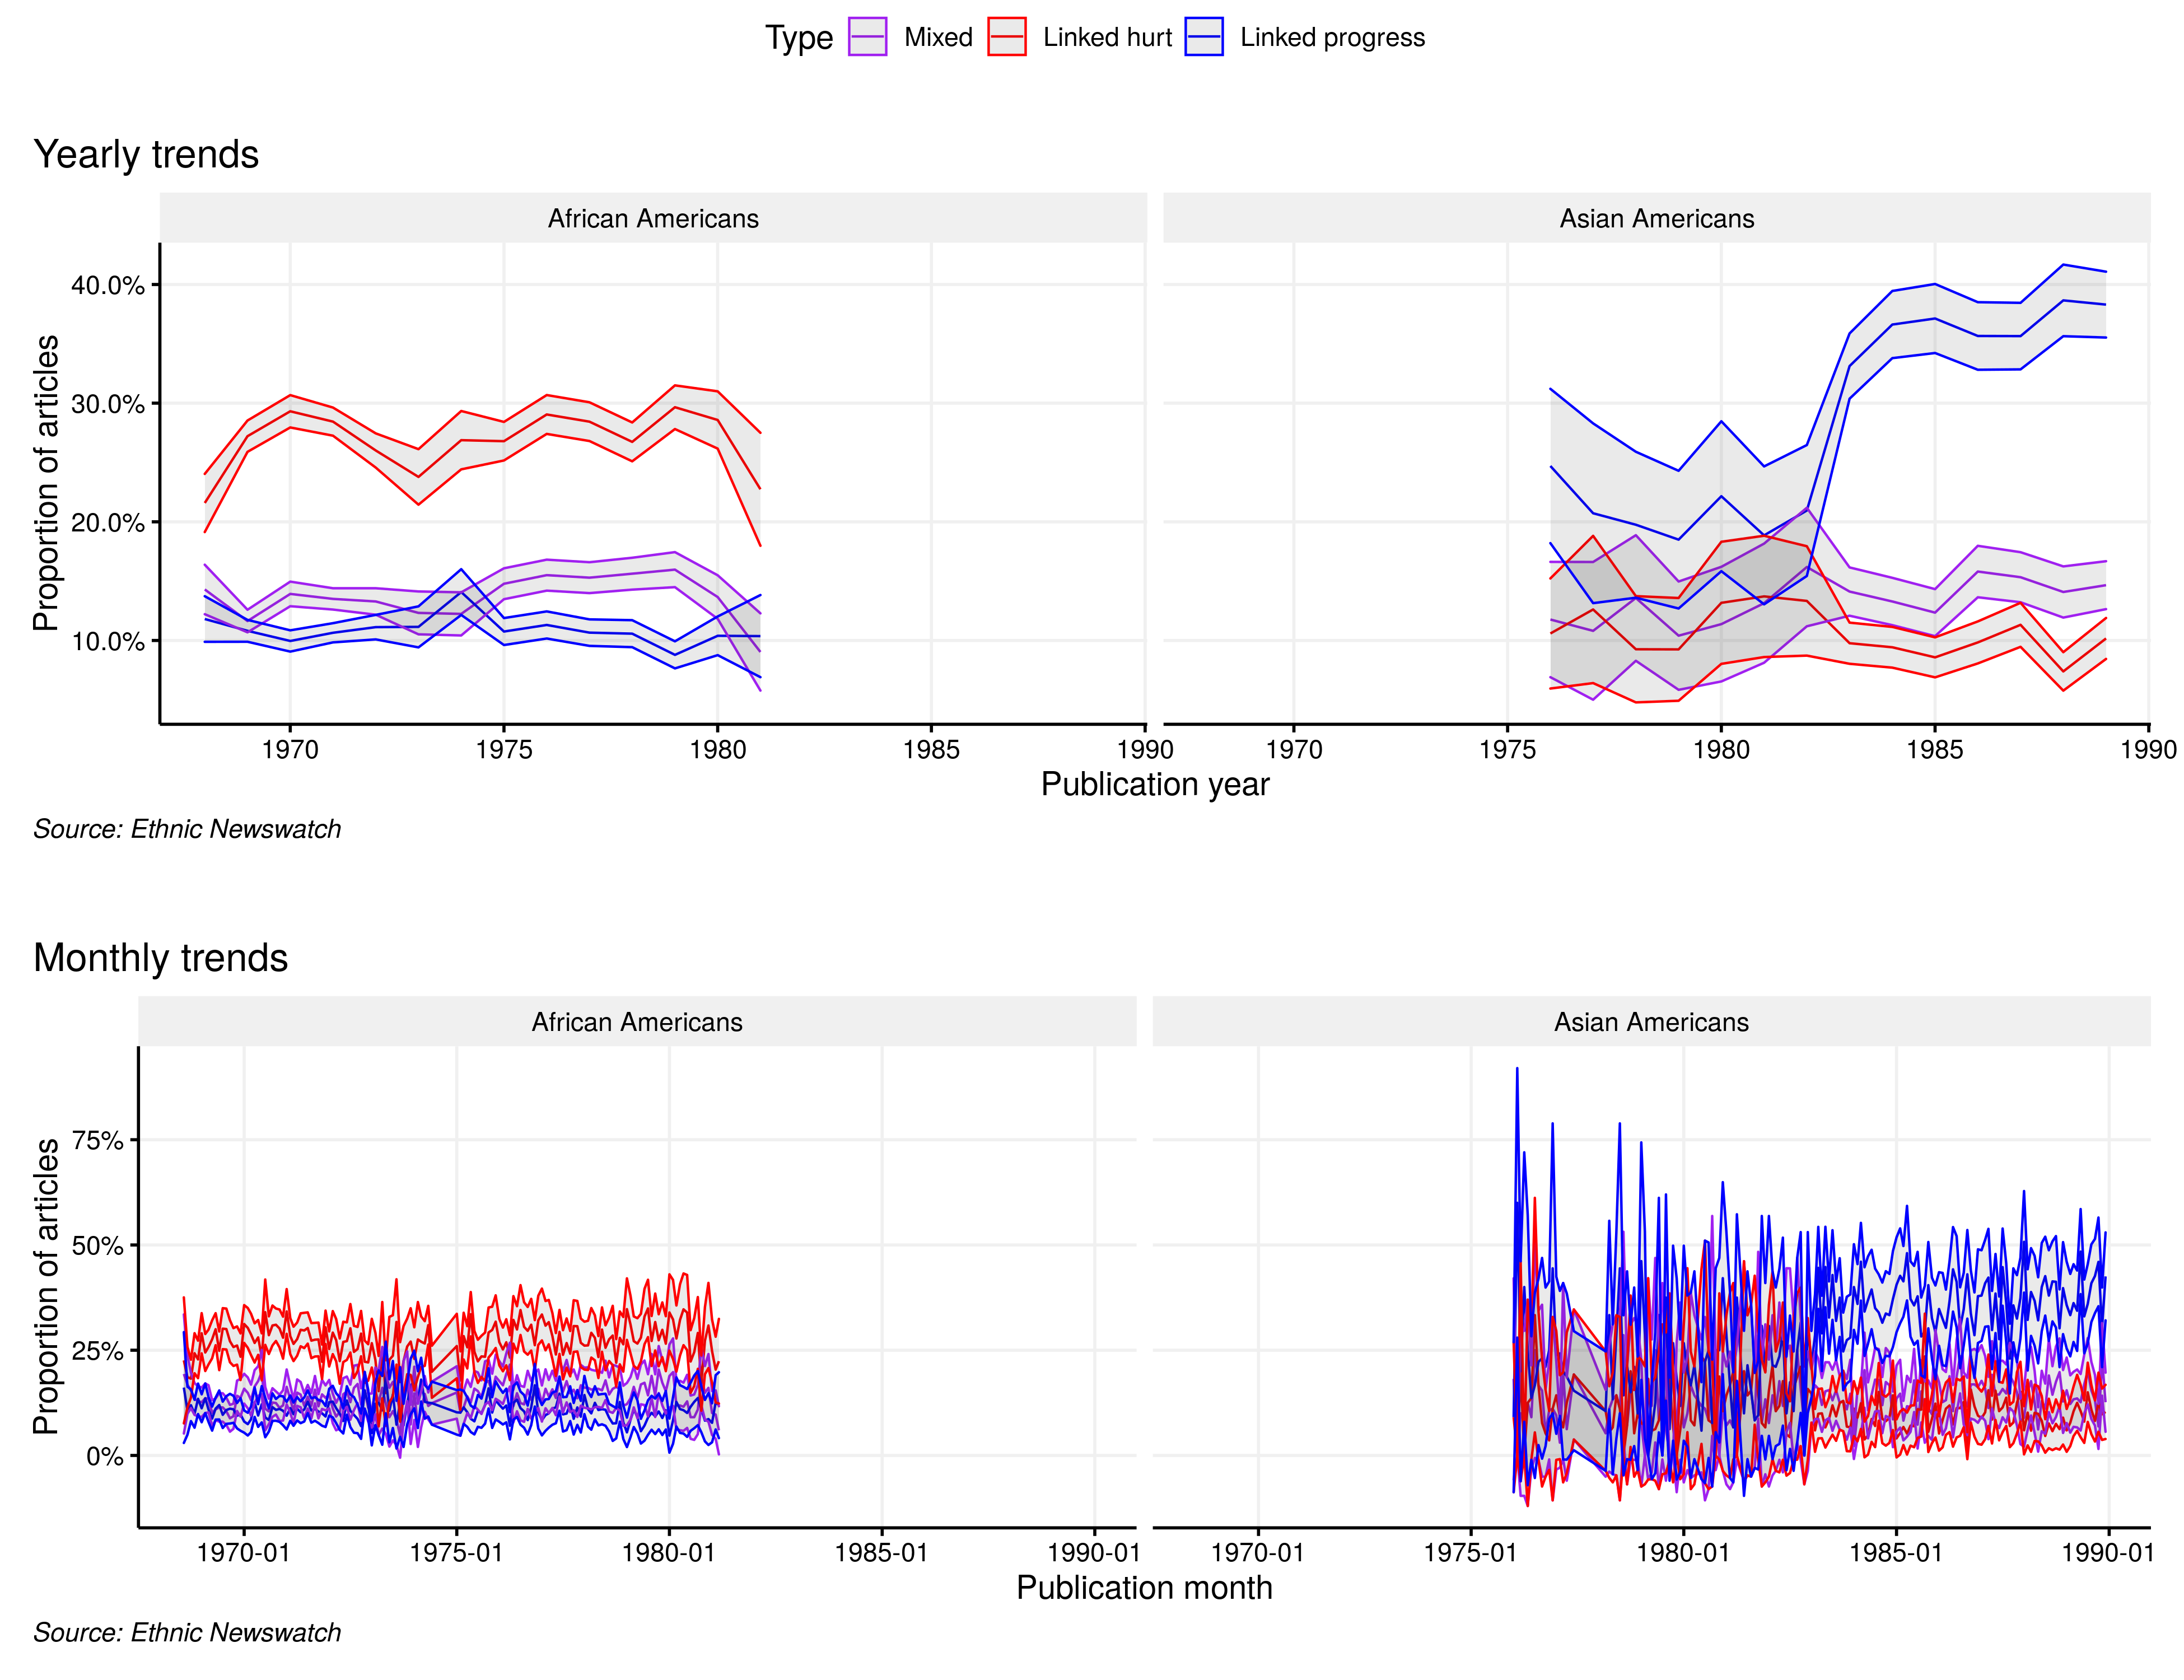 Type Mixed Linked hurt Linked progress
Yearly trends
African Americans Asian Americans
Proportion of articles
40.0%
30.0%
20.0%
10.0%
1970 1975 1980 1985 1990 1970 1975 1980 1985 1990
Publication year
Source: Ethnic Newswatch
Monthly trends
African Americans Asian Americans
Proportion of articles
75%
50%
25%
0%
1970-01 1975-01 1980-01 1985-01 1990-01 1970-01 1975-01 1980-01 1985-01 1990-01
Publication month
Source: Ethnic Newswatch